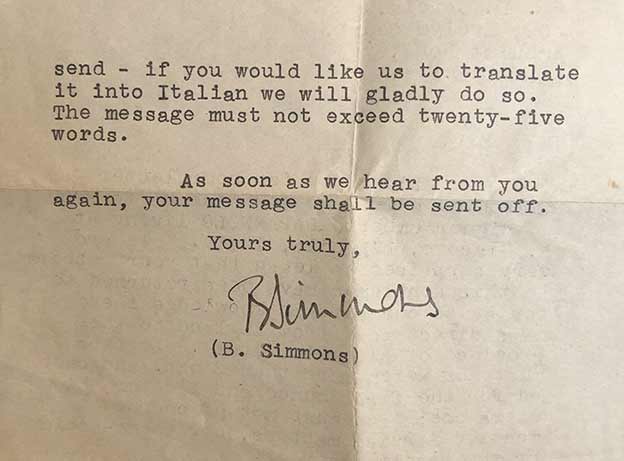 send - if you would like us to translate
it into Italian we will gladly do so.
The message must not exceed twenty-five
words.
As soon as we hear from you
again, your message shall be sent off.
Yours truly,
BSimmons
(B. Simmons)